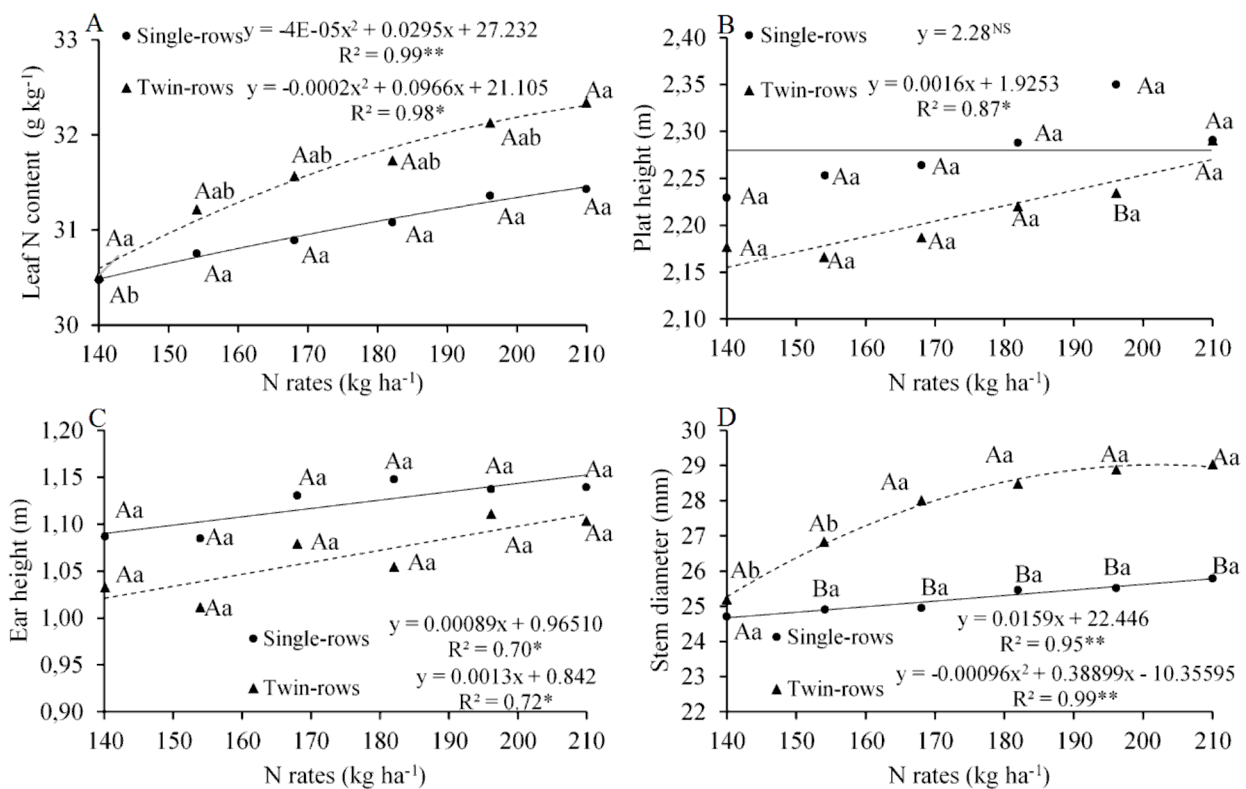 A
33
32
31
30
Leaf N content (g kg⁻¹)
Single-rows y = -4E-05x² + 0.0295x + 27.232
R² = 0.99**
Twin-rows y = -0.0002x² + 0.0966x + 21.105
R² = 0.98*
Aa
Aab
Aab
Aab
Aab
Aa
Ab
Aa
Aa
Aa
Aa
Aa
140 150 160 170 180 190 200 210
N rates (kg ha⁻¹)
B
2,40
2,35
2,30
2,25
2,20
2,15
2,10
Plat height (m)
Single-rows y = 2.28ᴺˢ
Twin-rows y = 0.0016x + 1.9253
R² = 0.87*
Aa
Aa
Aa
Aa
Aa
Aa
Aa
Aa
Aa
Aa
Ba
Aa
140 150 160 170 180 190 200 210
N rates (kg ha⁻¹)
C
1,20
1,15
1,10
1,05
1,00
0,95
0,90
Ear height (m)
Aa
Aa
Aa
Aa
Aa
Aa
Aa
Aa
Aa
Aa
Aa
Aa
Single-rows y = 0.00089x + 0.96510
R² = 0.70*
Twin-rows y = 0.0013x + 0.842
R² = 0.72*
140 150 160 170 180 190 200 210
N rates (kg ha⁻¹)
D
30
29
28
27
26
25
24
23
22
Stem diameter (mm)
Ab
Ab
Aa
Aa
Aa
Aa
Aa
Ba
Ba
Ba
Ba
Ba
Single-rows y = 0.0159x + 22.446
R² = 0.95**
Twin-rows y = -0.00096x² + 0.38899x - 10.35595
R² = 0.99**
140 150 160 170 180 190 200 210
N rates (kg ha⁻¹)